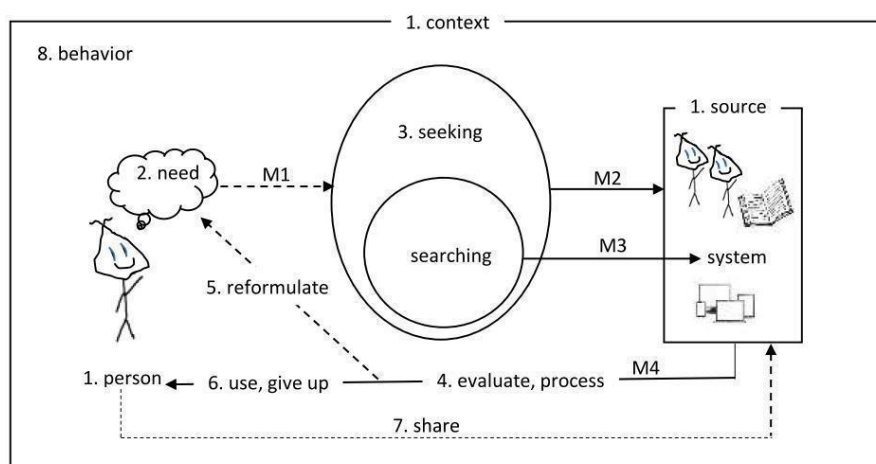 1. context
8. behavior
1. source
3. seeking
2. need
M1
M2
searching
M3
system
5. reformulate
1. person
6. use, give up
4. evaluate, process
M4
7. share